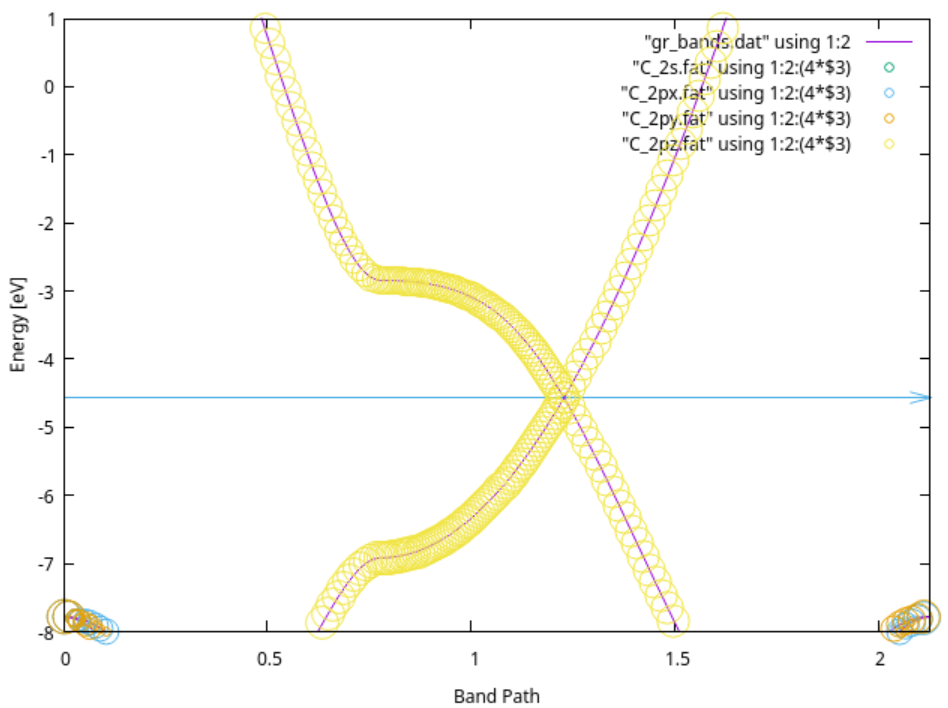 1
0
-1
-2
-3
-4
-5
-6
-7
-8
Energy [eV]
"gr_bands.dat" using 1:2
"C_2s.fat" using 1:2:(4*$3)
"C_2px.fat" using 1:2:(4*$3)
"C_2py.fat" using 1:2:(4*$3)
"C_2pz.fat" using 1:2:(4*$3)
0 0.5 1 1.5 2
Band Path